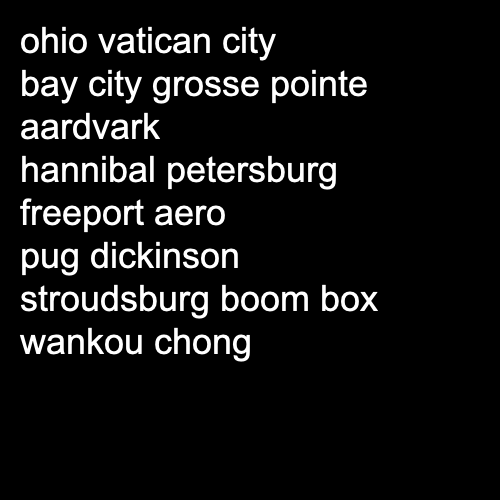 ohio vatican city
bay city grosse pointe
aardvark
hannibal petersburg
freeport aero
pug dickinson
stroudsburg boom box
wankou chong